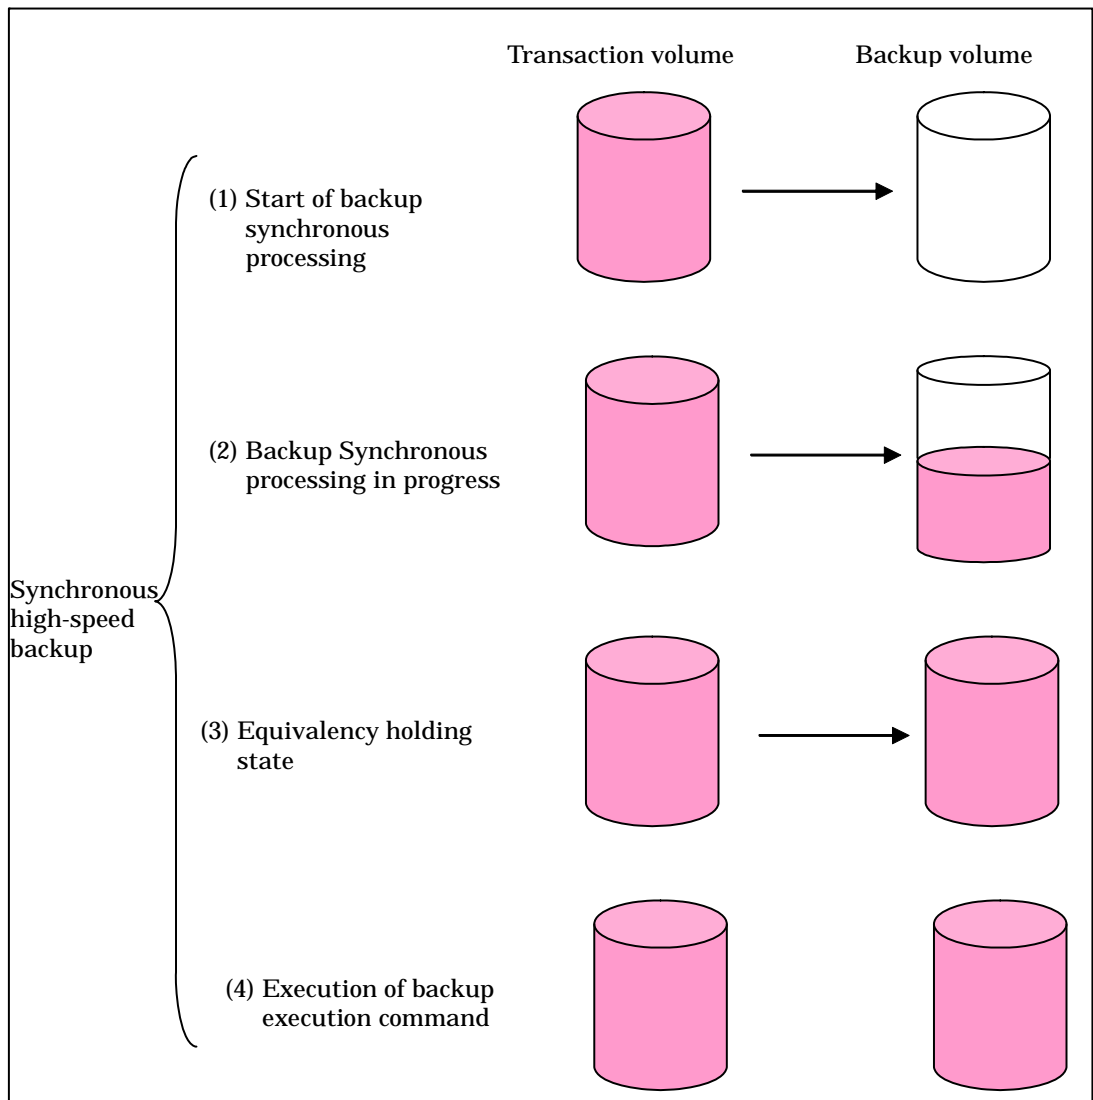 Transaction volume
Backup volume
(1) Start of backup
synchronous
processing
(2) Backup Synchronous
processing in progress
Synchronous
high-speed
backup
(3) Equivalency holding
state
(4) Execution of backup
execution command